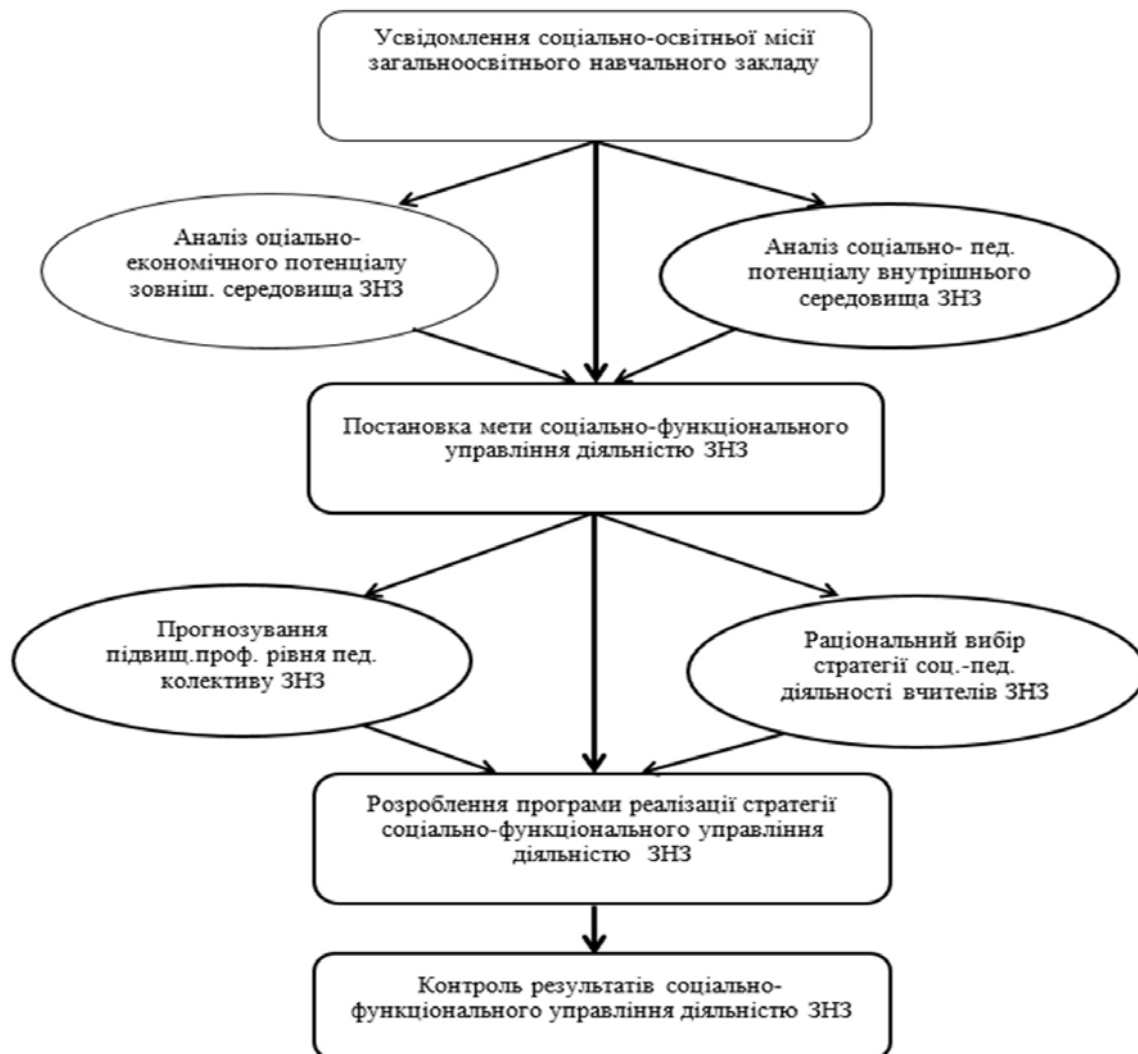 Усвідомлення соціально-освітньої місії
загальноосвітнього навчального закладу
Аналіз оціально-
економічного потенціалу
зовніш. середовища ЗНЗ
Аналіз соціально- пед.
потенціалу внутрішнього
середовища ЗНЗ
Постановка мети соціально-функціонального
управління діяльністю ЗНЗ
Прогнозування
підвищ.проф. рівня пед.
колективу ЗНЗ
Раціональний вибір
стратегії соц.-пед.
діяльності вчителів ЗНЗ
Розроблення програми реалізації стратегії
соціально-функціонального управління
діяльністю ЗНЗ
Контроль результатів соціально-
функціонального управління діяльністю ЗНЗ